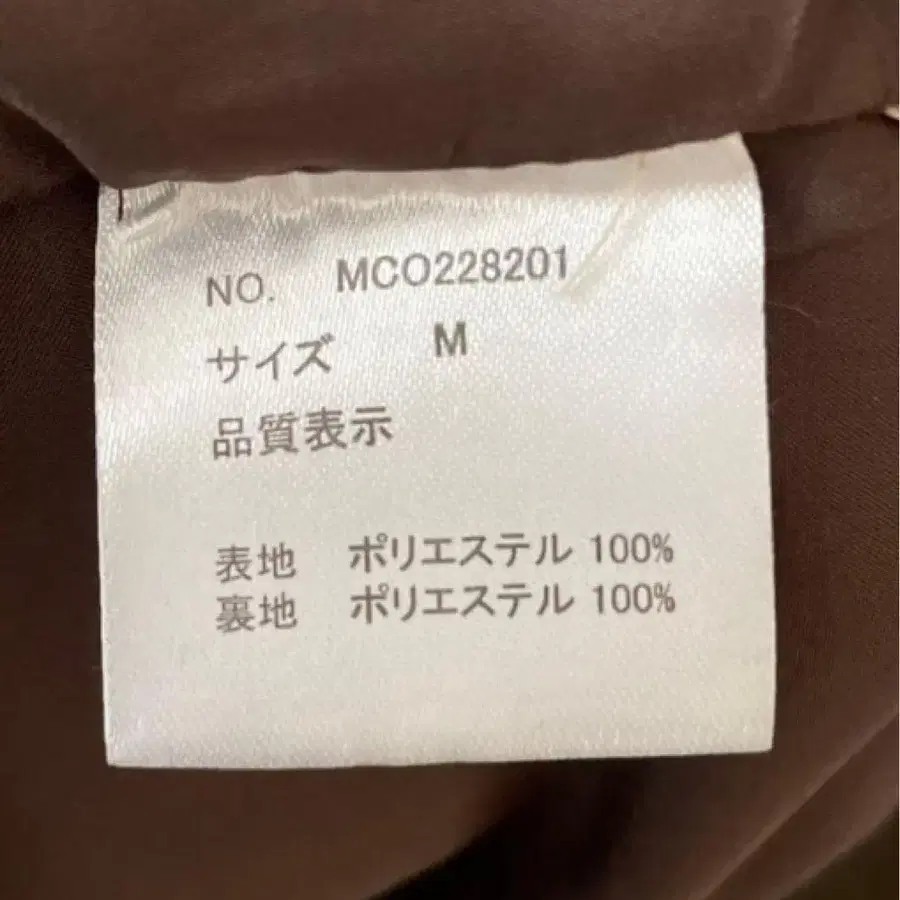 NO. MCO228201
サイズ M
品質表示
表地 ポリエステル 100%
裏地 ポリエステル 100%